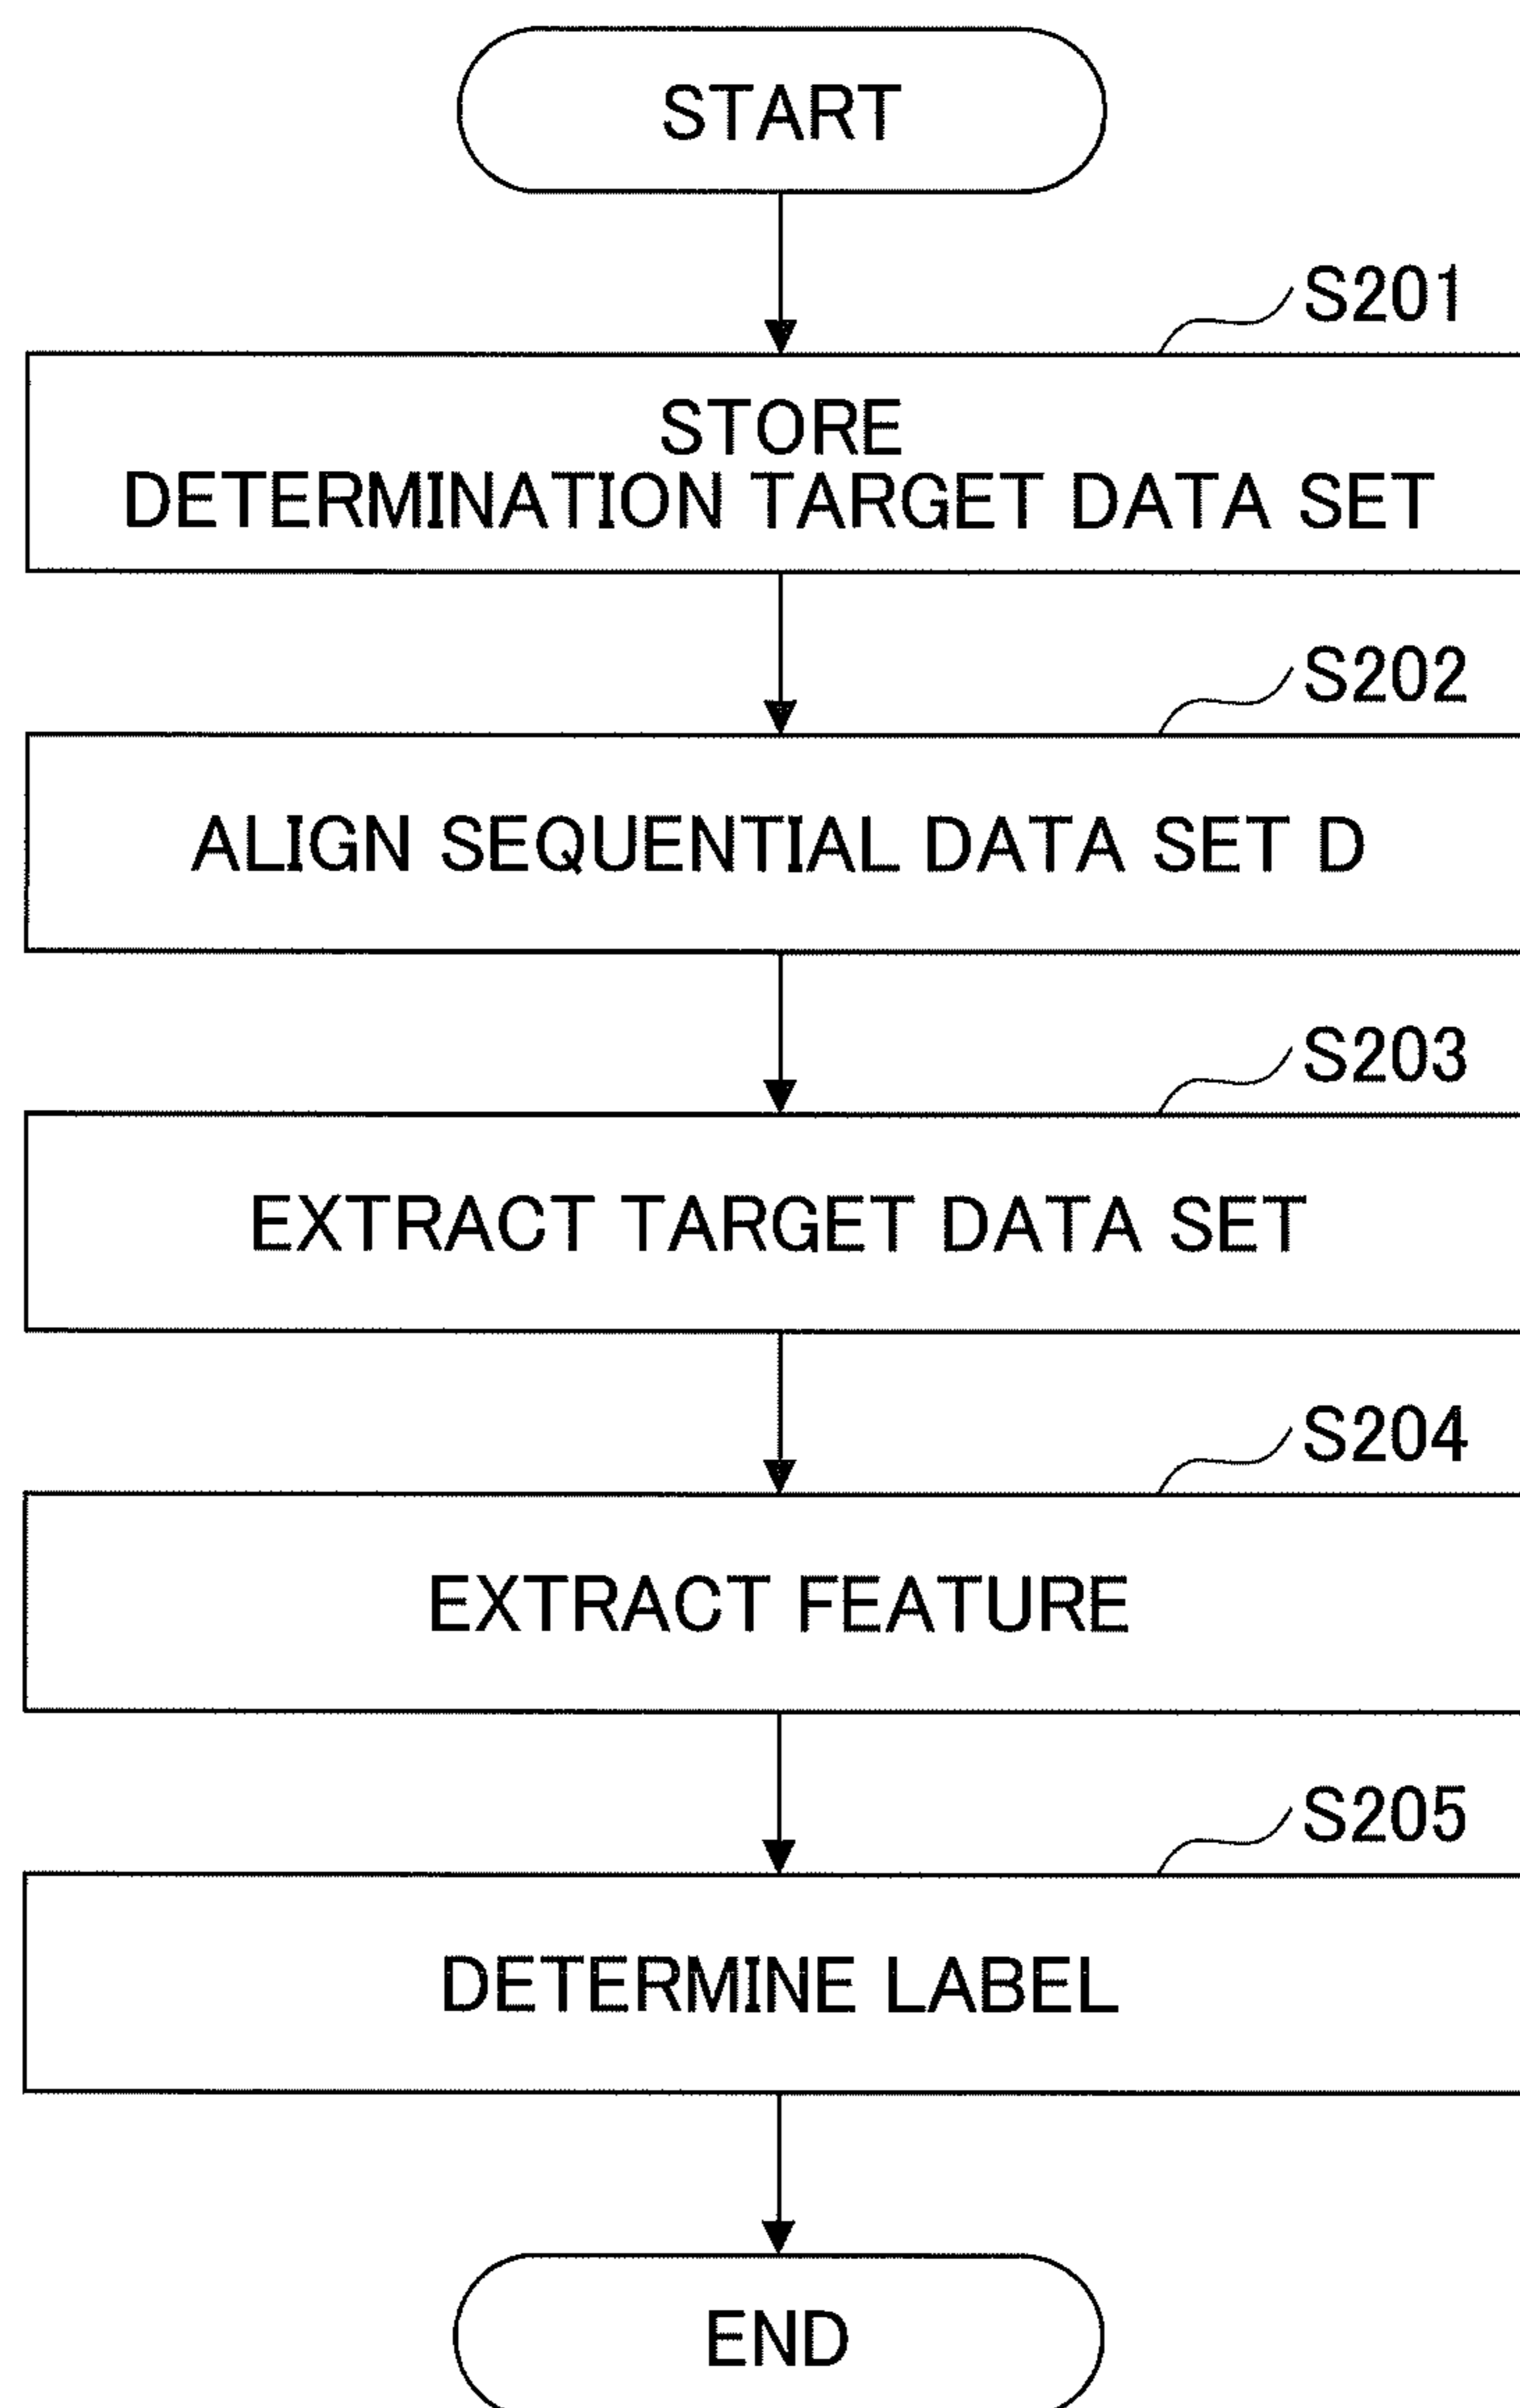 START
S201
STORE
DETERMINATION TARGET DATA SET
S202
ALIGN SEQUENTIAL DATA SET D
S203
EXTRACT TARGET DATA SET
S204
EXTRACT FEATURE
S205
DETERMINE LABEL
END